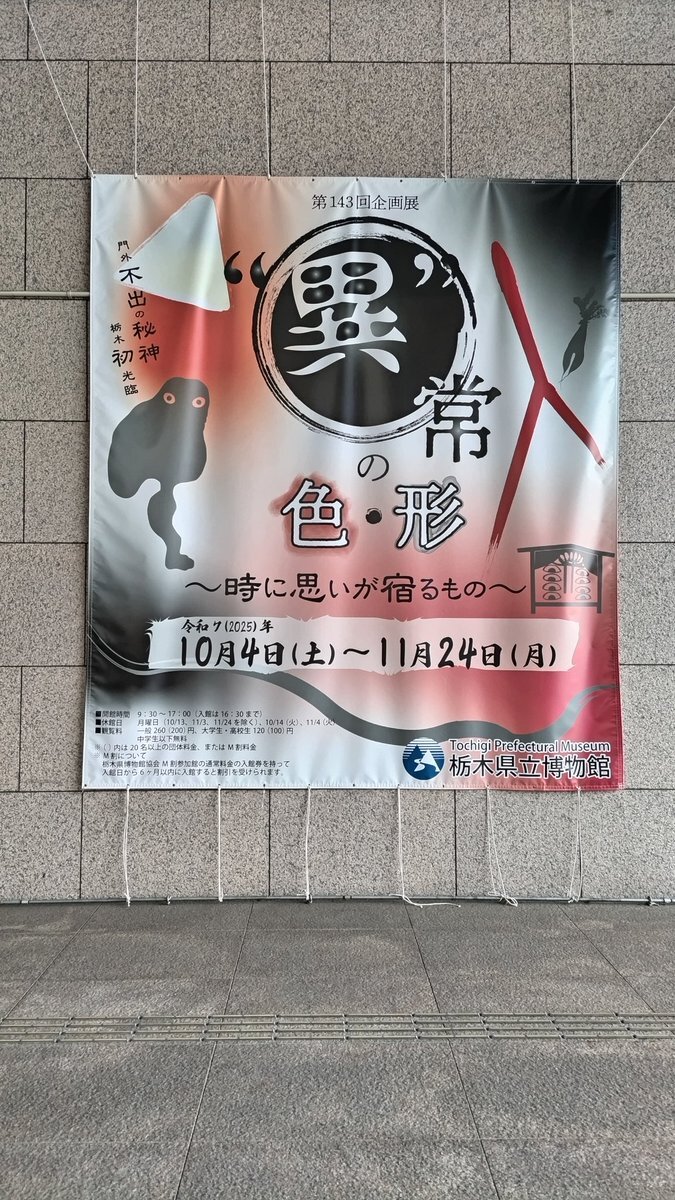 第143回企画展
“異”常
の
色・形
～時に思いが宿るもの～
門外不出の秘神
栃木初光臨
令和7(2025)年
10月4日(土)～11月24日(月)
■開館時間　9：30～17：00（入館は16：30まで）
■休館日　月曜日（10/13、11/3、11/24を除く）、10/14（火）、11/4（火）
■観覧料　一般260(200)円、大学生・高校生120(100)円
中学生以下無料
※（ ）内は20名以上の団体料金、またはM割料金
※ M割について
栃木県博物館協会M割参加館の通常料金の入館券を持って
入館日から6ヶ月以内に入館すると割引を受けられます。
Tochigi Prefectural Museum
栃木県立博物館